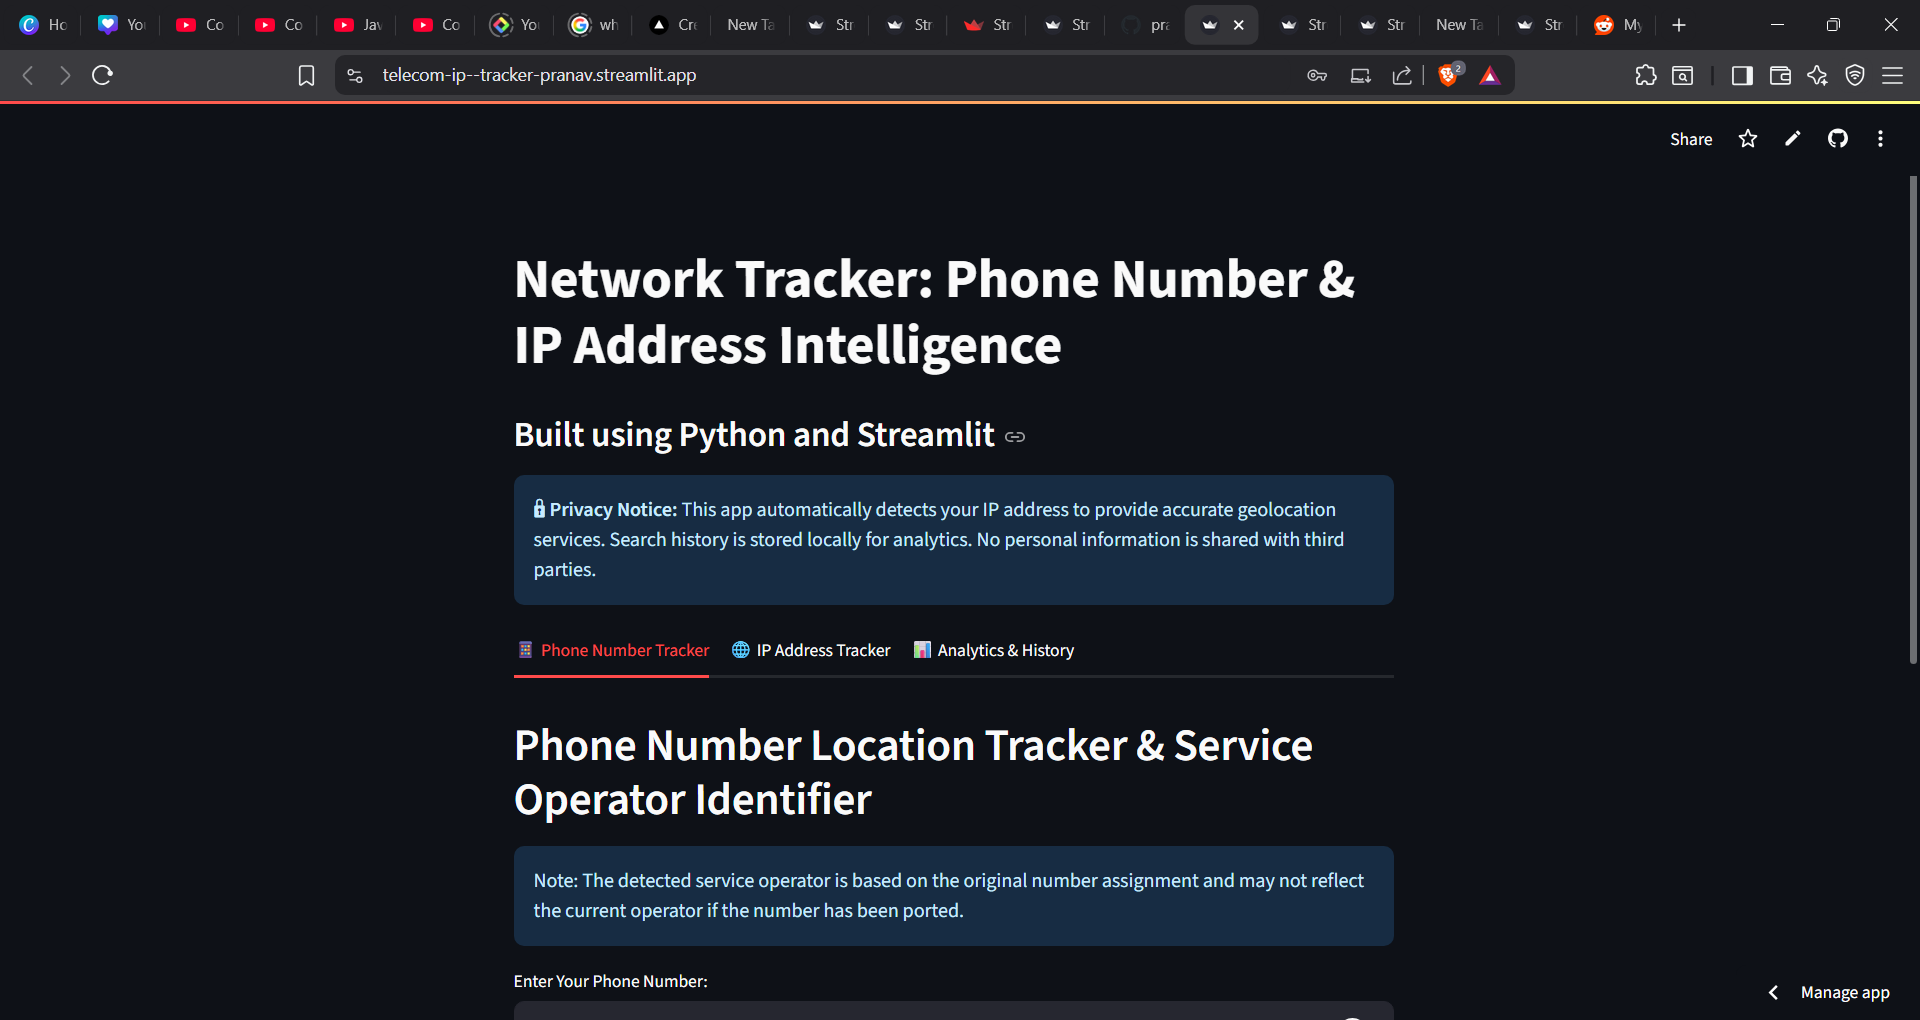 Ho
You
Co
Co
Jav
Co
You
wh
Cre
New Ta
Str
Str
Str
Str
pra
Str
Str
New Ta
Str
My
telecom-ip--tracker-pranav.streamlit.app
2
Share
Network Tracker: Phone Number &
IP Address Intelligence
Built using Python and Streamlit
Privacy Notice: This app automatically detects your IP address to provide accurate geolocation
services. Search history is stored locally for analytics. No personal information is shared with third
parties.
Phone Number Tracker IP Address Tracker Analytics & History
Phone Number Location Tracker & Service
Operator Identifier
Note: The detected service operator is based on the original number assignment and may not reflect
the current operator if the number has been ported.
Enter Your Phone Number:
Manage app